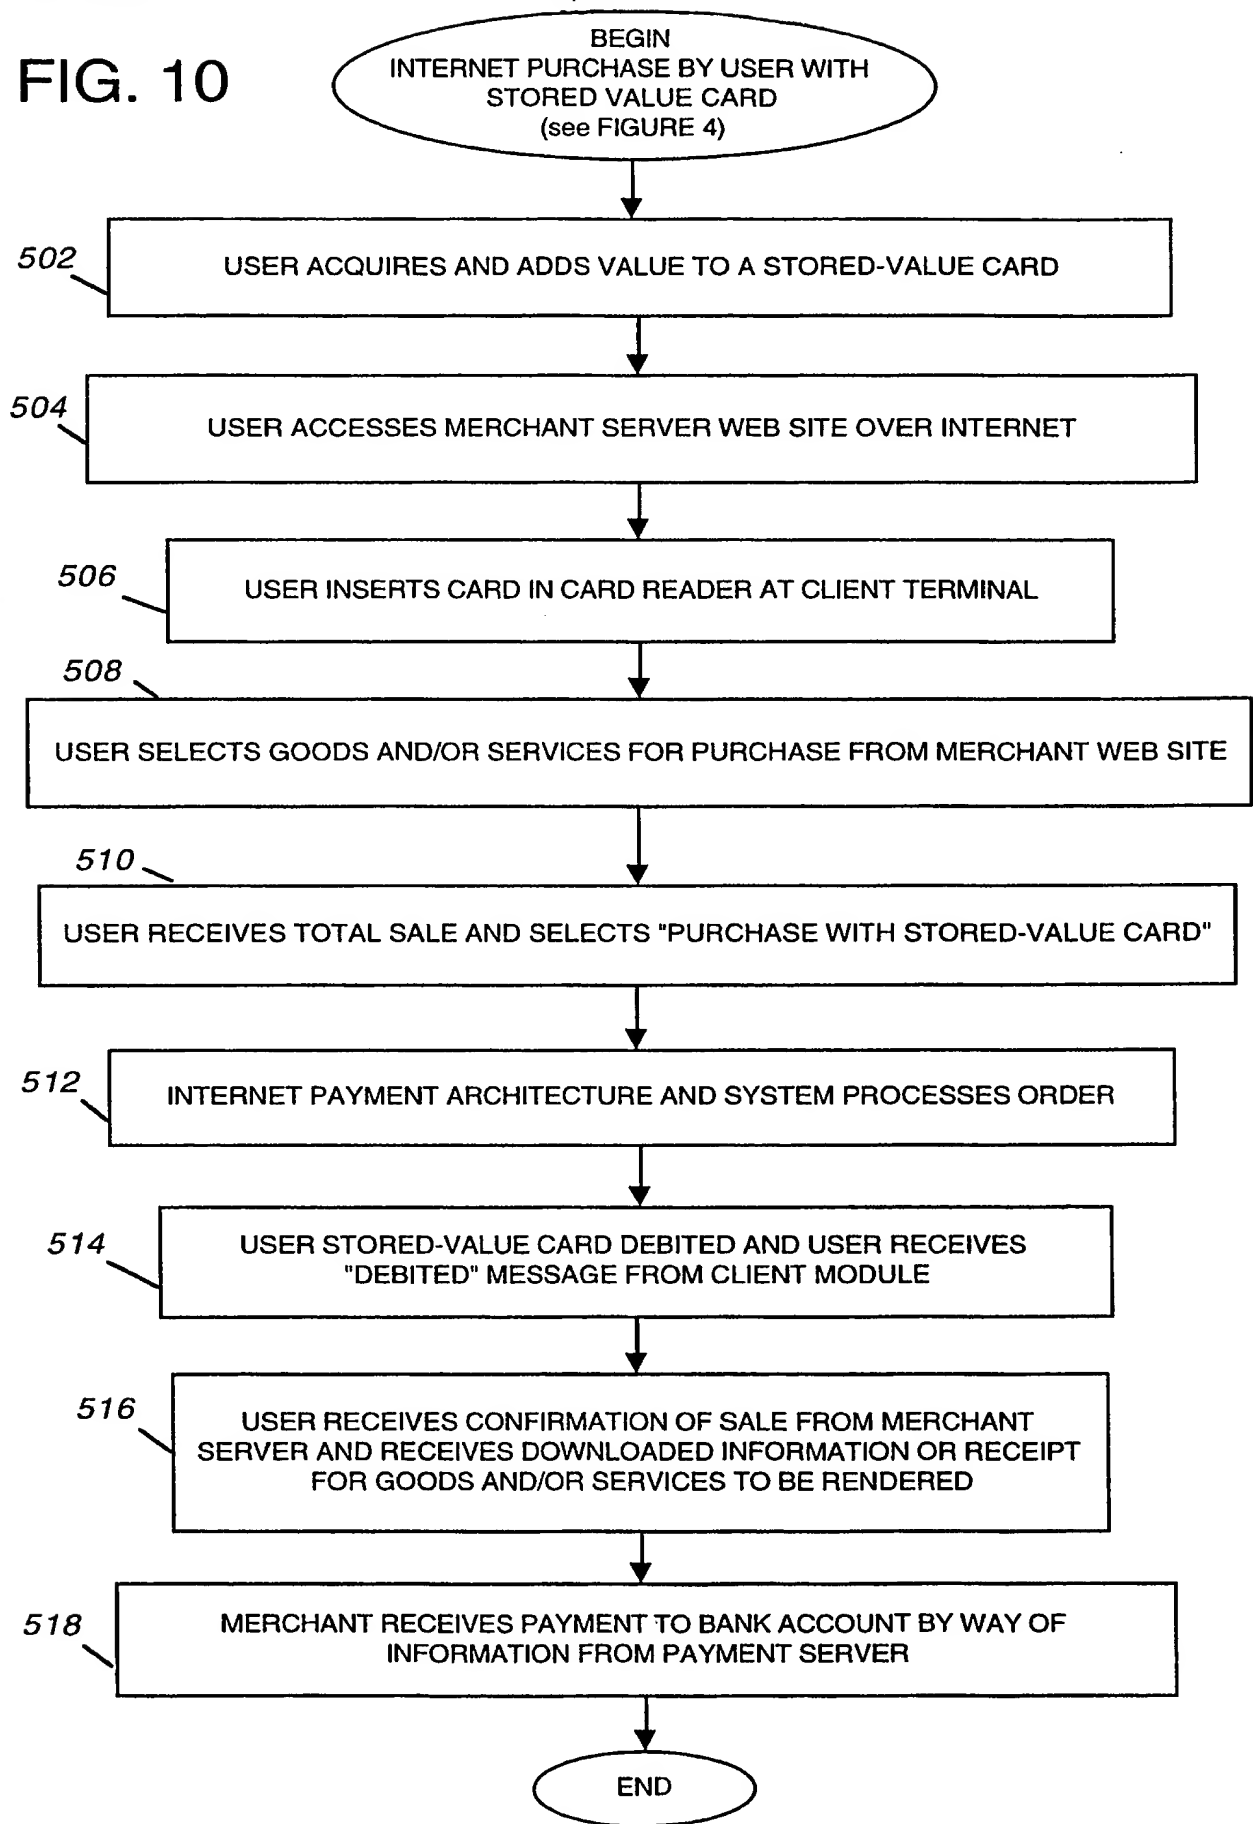 FIG. 10
BEGIN
INTERNET PURCHASE BY USER WITH
STORED VALUE CARD
(see FIGURE 4)
502
USER ACQUIRES AND ADDS VALUE TO A STORED-VALUE CARD
504
USER ACCESSES MERCHANT SERVER WEB SITE OVER INTERNET
506
USER INSERTS CARD IN CARD READER AT CLIENT TERMINAL
508
USER SELECTS GOODS AND/OR SERVICES FOR PURCHASE FROM MERCHANT WEB SITE
510
USER RECEIVES TOTAL SALE AND SELECTS "PURCHASE WITH STORED-VALUE CARD"
512
INTERNET PAYMENT ARCHITECTURE AND SYSTEM PROCESSES ORDER
514
USER STORED-VALUE CARD DEBITED AND USER RECEIVES
"DEBITED" MESSAGE FROM CLIENT MODULE
516
USER RECEIVES CONFIRMATION OF SALE FROM MERCHANT
SERVER AND RECEIVES DOWNLOADED INFORMATION OR RECEIPT
FOR GOODS AND/OR SERVICES TO BE RENDERED
518
MERCHANT RECEIVES PAYMENT TO BANK ACCOUNT BY WAY OF
INFORMATION FROM PAYMENT SERVER
END